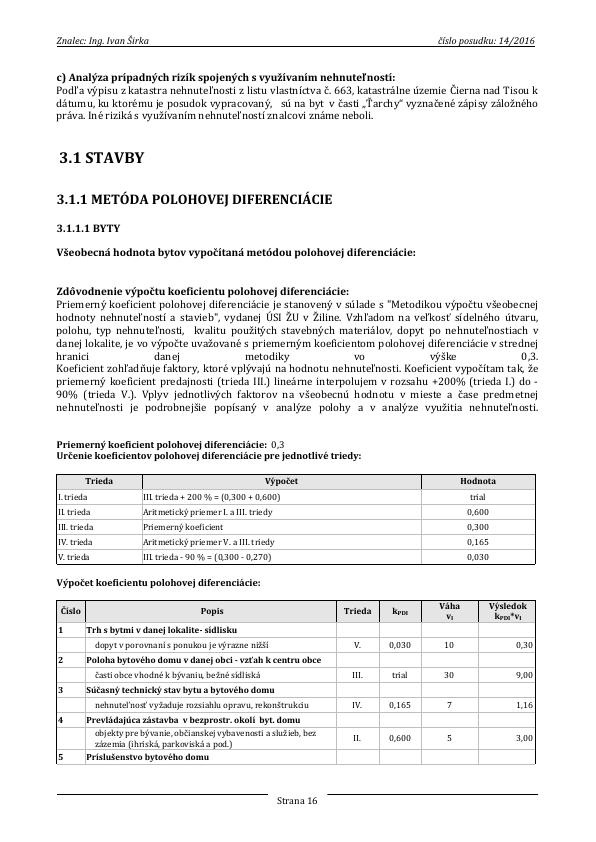 Znalec: Ing. Ivan Šírka číslo posudku: 14/2016
c) Analýza prípadných rizík spojených s využívaním nehnuteľnosti:
Podľa výpisu z katastra nehnuteľnosti z listu vlastníctva č. 663, katastrálne územie Čierna nad Tisou k
dátumu, ku ktorému je posudok vypracovaný, sú na byt v časti „Ťarchy“ vyznačené zápisy záložného
práva. Iné riziká s využívaním nehnuteľností znalcovi známe neboli.
3.1 STAVBY
3.1.1 METÓDA POLOHOVEJ DIFERENCIÁCIE
3.1.1.1 BYTY
Všeobecná hodnota bytov vypočítaná metódou polohovej diferenciácie:
Zdôvodnenie výpočtu koeficientu polohovej diferenciácie:
Priemerný koeficient polohovej diferenciácie je stanovený v súlade s "Metodikou výpočtu všeobecnej
hodnoty nehnuteľností a stavieb", vydanej ÚSI ŽU v Žiline. Vzhľadom na veľkosť sídelného útvaru,
polohu, typ nehnuteľnosti, kvalitu použitých stavebných materiálov, dopyt po nehnuteľnostiach v
danej lokalite, je vo výpočte uvažované s priemerným koeficientom polohovej diferenciácie v strednej
hranici danej metodiky vo výške 0,3.
Koeficient zohľadňuje faktory, ktoré vplývajú na hodnotu nehnuteľnosti. Koeficient vypočítam tak, že
priemerný koeficient predajnosti (trieda III.) lineárne interpolujem v rozsahu +200% (trieda I.) do -
90% (trieda V.). Vplyv jednotlivých faktorov na všeobecnú hodnotu v mieste a čase predmetnej
nehnuteľnosti je podrobnejšie popísaný v analýze polohy a v analýze využitia nehnuteľnosti.
Priemerný koeficient polohovej diferenciácie: 0,3
Určenie koeficientov polohovej diferenciácie pre jednotlivé triedy:
Trieda Výpočet Hodnota
I. trieda III. trieda + 200 % = (0,300 + 0,600) trial
II. trieda Aritmetický priemer I. a III. triedy 0,600
III. trieda Priemerný koeficient 0,300
IV. trieda Aritmetický priemer V. a III. triedy 0,165
V. trieda III. trieda - 90 % = (0,300 - 0,270) 0,030
Výpočet koeficientu polohovej diferenciácie:
Číslo Popis Trieda kPDI Váha vI Výsledok kPDI*vI
1 Trh s bytmi v danej lokalite- sídlisku
dopyt v porovnaní s ponukou je výrazne nižší V. 0,030 10 0,30
2 Poloha bytového domu v danej obci - vzťah k centru obce
časti obce vhodné k bývaniu, bežné sídliská III. trial 30 9,00
3 Súčasný technický stav bytu a bytového domu
nehnuteľnosť vyžaduje rozsiahlu opravu, rekonštrukciu IV. 0,165 7 1,16
4 Prevládajúca zástavba v bezprostr. okolí byt. domu
objekty pre bývanie, občianskej vybavenosti a služieb, bez
zázemia (ihriská, parkoviská a pod.) II. 0,600 5 3,00
5 Príslušenstvo bytového domu
Strana 16